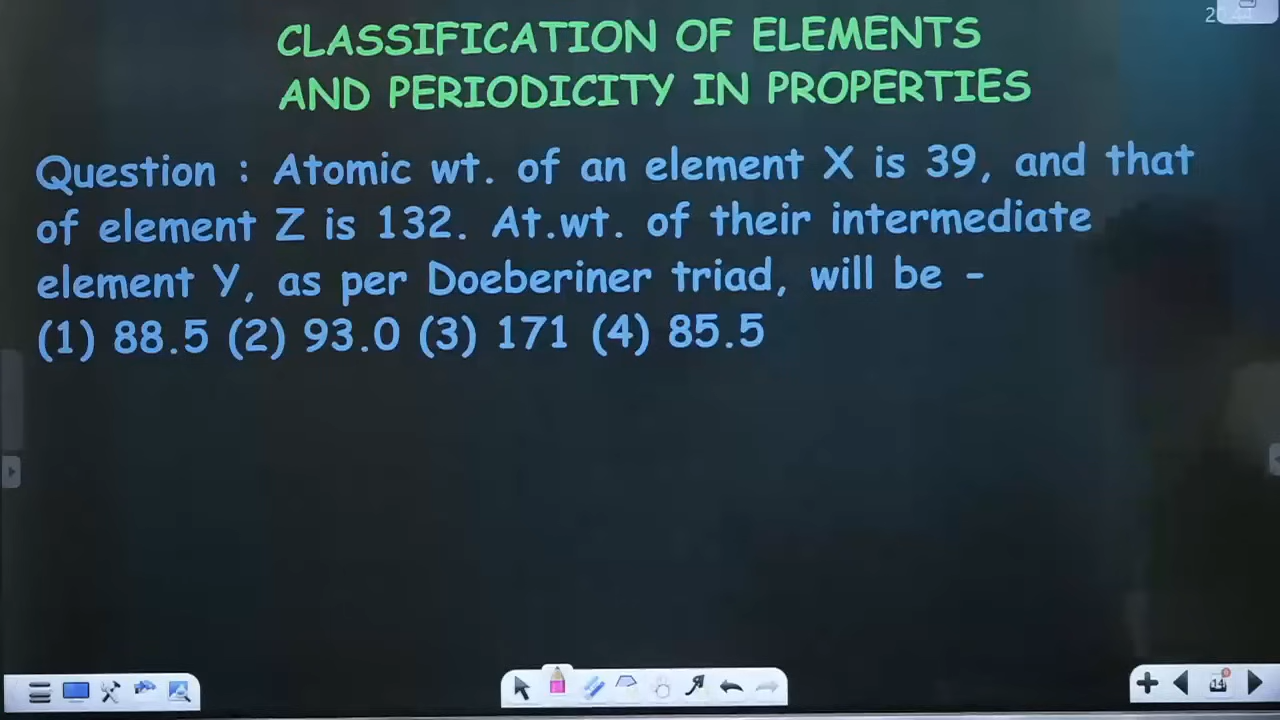 CLASSIFICATION OF ELEMENTS
AND PERIODICITY IN PROPERTIES
Question : Atomic wt. of an element X is 39, and that
of element Z is 132. At.wt. of their intermediate
element Y, as per Doeberiner triad, will be -
(1) 88.5 (2) 93.0 (3) 171 (4) 85.5
14